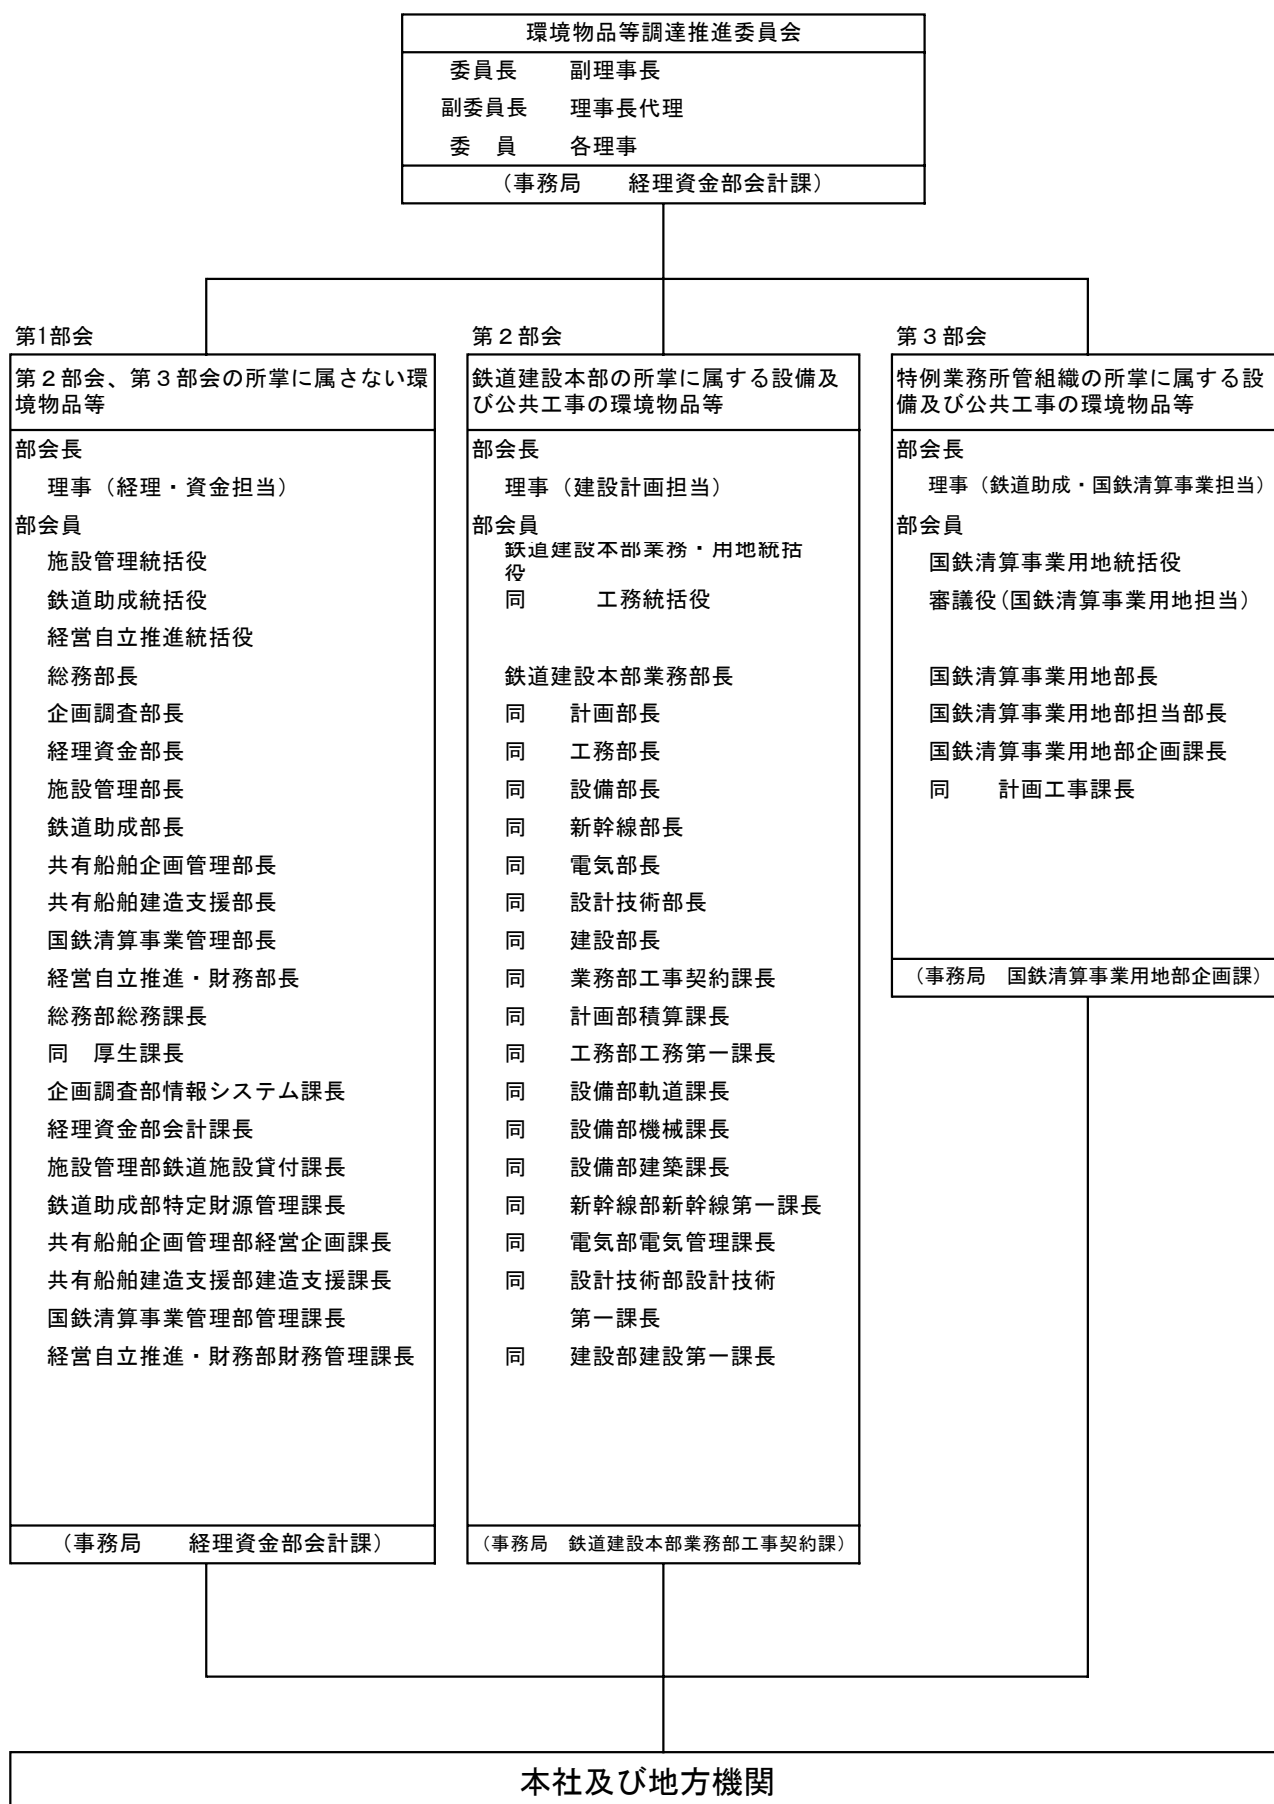 環境物品等調達推進委員会
委員長　　副理事長
副委員長　理事長代理
委　員　　各理事
（事務局　　経理資金部会計課）
第1部会
第２部会、第３部会の所掌に属さない環
境物品等
部会長
理事（経理・資金担当）
部会員
施設管理統括役
鉄道助成統括役
経営自立推進統括役
総務部長
企画調査部長
経理資金部長
施設管理部長
鉄道助成部長
共有船舶企画管理部長
共有船舶建造支援部長
国鉄清算事業管理部長
経営自立推進・財務部長
総務部総務課長
同　厚生課長
企画調査部情報システム課長
経理資金部会計課長
施設管理部鉄道施設貸付課長
鉄道助成部特定財源管理課長
共有船舶企画管理部経営企画課長
共有船舶建造支援部建造支援課長
国鉄清算事業管理部管理課長
経営自立推進・財務部財務管理課長
（事務局　　経理資金部会計課）
第２部会
鉄道建設本部の所掌に属する設備及
び公共工事の環境物品等
部会長
理事（建設計画担当）
部会員
鉄道建設本部業務・用地統括
役
同　　　工務統括役
鉄道建設本部業務部長
同　　計画部長
同　　工務部長
同　　設備部長
同　　新幹線部長
同　　電気部長
同　　設計技術部長
同　　建設部長
同　　業務部工事契約課長
同　　計画部積算課長
同　　工務部工務第一課長
同　　設備部軌道課長
同　　設備部機械課長
同　　設備部建築課長
同　　新幹線部新幹線第一課長
同　　電気部電気管理課長
同　　設計技術部設計技術
第一課長
同　　建設部建設第一課長
（事務局　鉄道建設本部業務部工事契約課）
第３部会
特例業務所管組織の所掌に属する設
備及び公共工事の環境物品等
部会長
理事（鉄道助成・国鉄清算事業担当）
部会員
国鉄清算事業用地統括役
審議役（国鉄清算事業用地担当）
国鉄清算事業用地部長
国鉄清算事業用地部担当部長
国鉄清算事業用地部企画課長
同　　計画工事課長
（事務局　国鉄清算事業用地部企画課）
本社及び地方機関